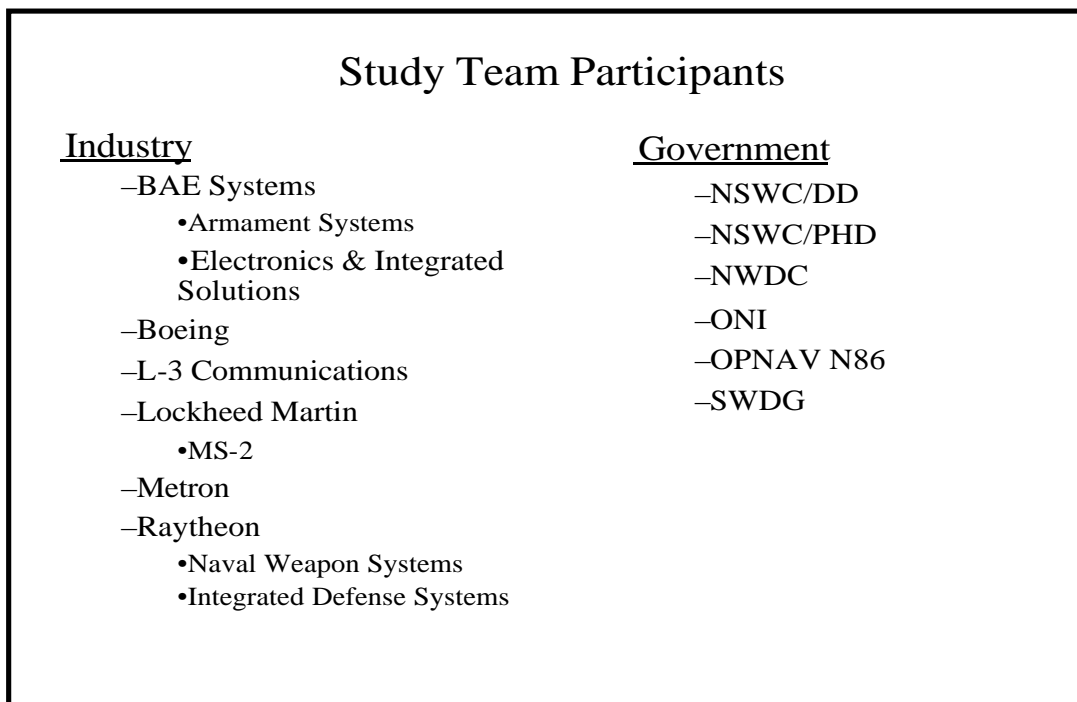 Study Team Participants
Industry
–BAE Systems
•Armament Systems
•Electronics & Integrated
Solutions
–Boeing
–L-3 Communications
–Lockheed Martin
•MS-2
–Metron
–Raytheon
•Naval Weapon Systems
•Integrated Defense Systems
Government
–NSWC/DD
–NSWC/PHD
–NWDC
–ONI
–OPNAV N86
–SWDG